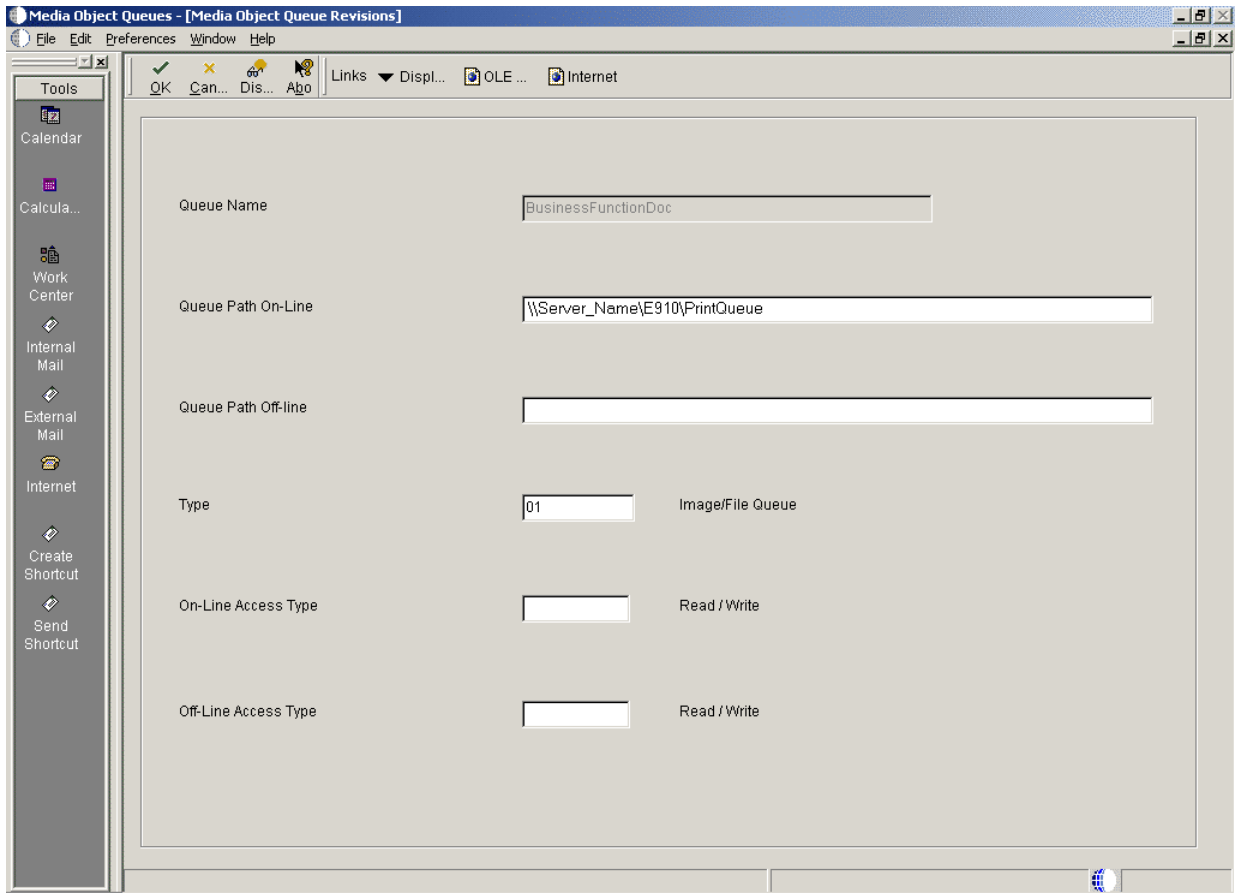 Media Object Queues - [Media Object Queue Revisions]
File Edit Preferences Window Help
Tools
OK Can... Dis... Abo Links Displ... OLE ... Internet
Calendar
Calcula...
Work
Center
Internal
Mail
External
Mail
Internet
Create
Shortcut
Send
Shortcut
Queue Name BusinessFunctionDoc
Queue Path On-Line \\Server_Name\E910\PrintQueue
Queue Path Off-line
Type 01 Image/File Queue
On-Line Access Type Read / Write
Off-Line Access Type Read / Write